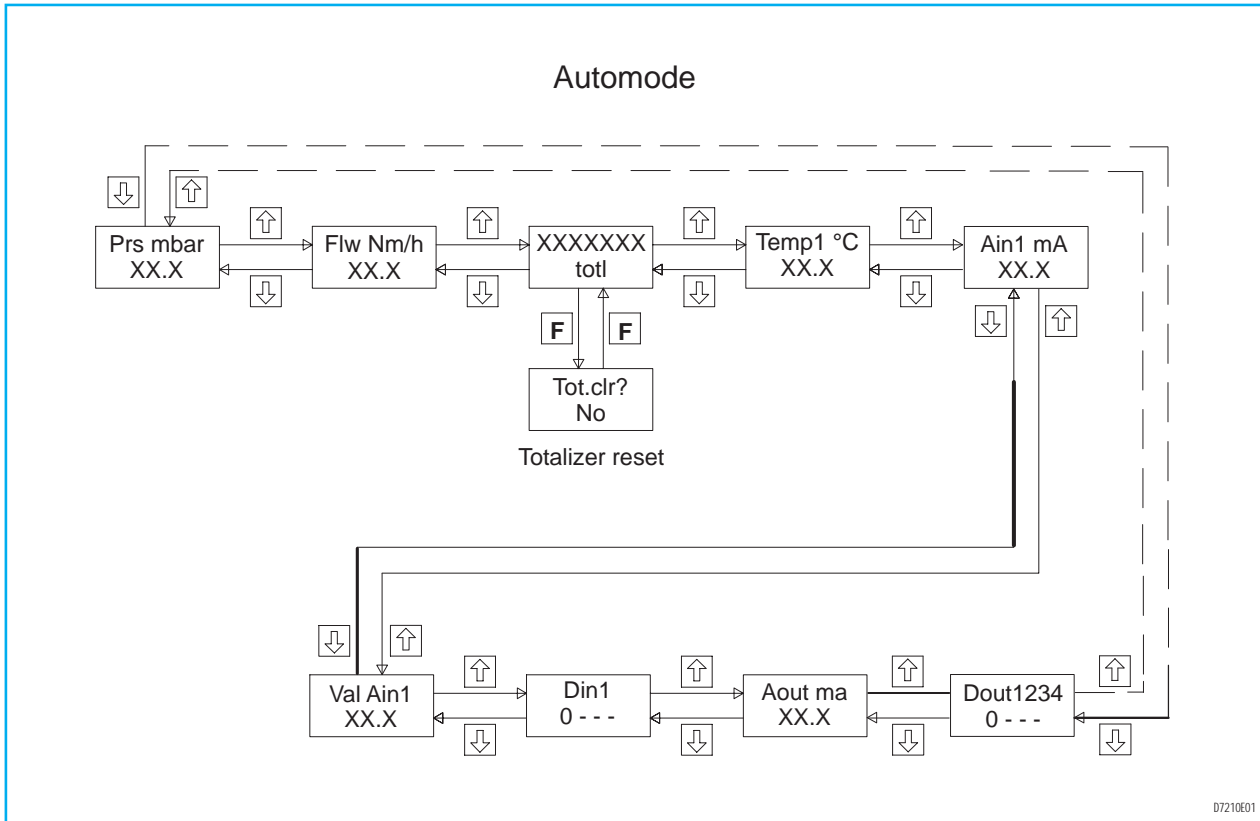 Automode
Prs mbar
XX.X
Flw Nm/h
XX.X
XXXXXXX
totl
Temp1 °C
XX.X
Ain1 mA
XX.X
F
F
Tot.clr?
No
Totalizer reset
Val Ain1
XX.X
Din1
0 - - -
Aout ma
XX.X
Dout1234
0 - - -
D7210E01